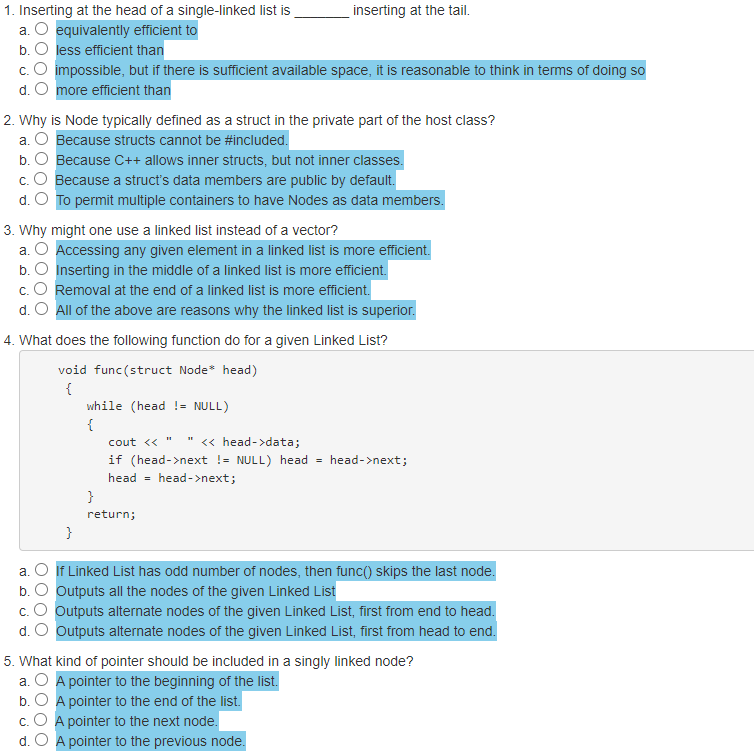 1. Inserting at the head of a single-linked list is _______ inserting at the tail.
a. equivalently efficient to
b. less efficient than
c. impossible, but if there is sufficient available space, it is reasonable to think in terms of doing so
d. more efficient than
2. Why is Node typically defined as a struct in the private part of the host class?
a. Because structs cannot be #included.
b. Because C++ allows inner structs, but not inner classes.
c. Because a struct's data members are public by default.
d. To permit multiple containers to have Nodes as data members.
3. Why might one use a linked list instead of a vector?
a. Accessing any given element in a linked list is more efficient.
b. Inserting in the middle of a linked list is more efficient.
c. Removal at the end of a linked list is more efficient.
d. All of the above are reasons why the linked list is superior.
4. What does the following function do for a given Linked List?
void func(struct Node* head)
{
while (head != NULL)
{
cout << "  " << head->data;
if (head->next != NULL) head = head->next;
head = head->next;
}
return;
}
a. If Linked List has odd number of nodes, then func() skips the last node.
b. Outputs all the nodes of the given Linked List
c. Outputs alternate nodes of the given Linked List, first from end to head.
d. Outputs alternate nodes of the given Linked List, first from head to end.
5. What kind of pointer should be included in a singly linked node?
a. A pointer to the beginning of the list.
b. A pointer to the end of the list.
c. A pointer to the next node.
d. A pointer to the previous node.